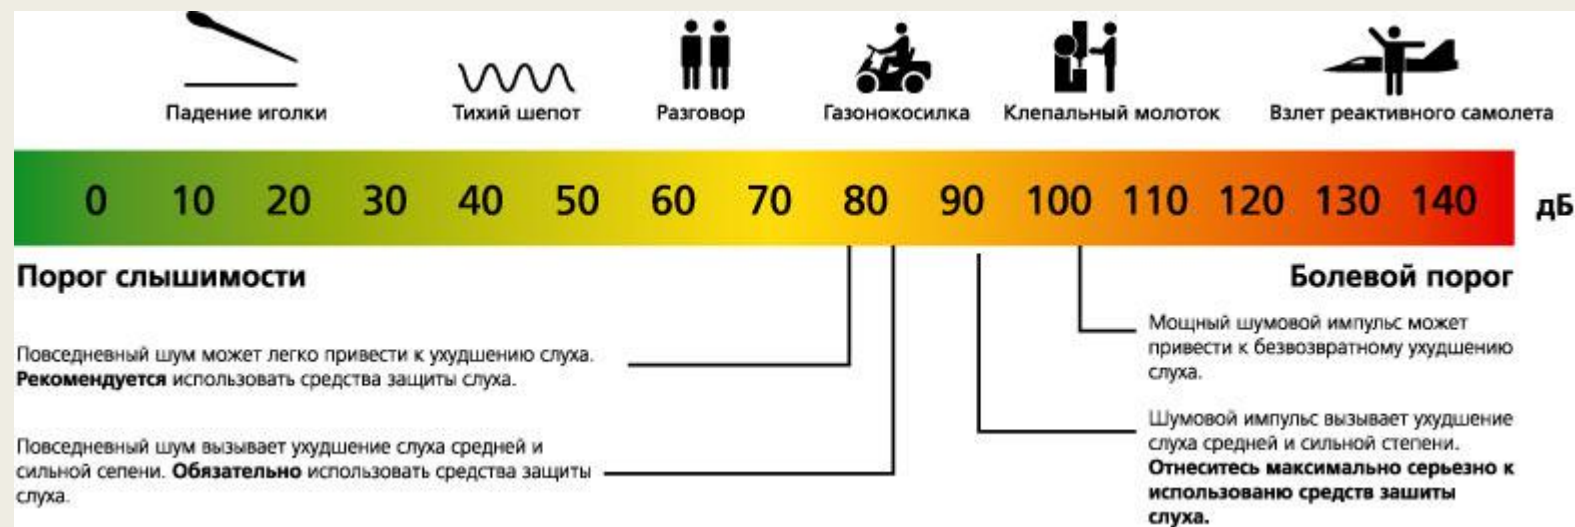 Падение иголки
Тихий шепот
Разговор
Газонокосилка
Клепальный молоток
Взлет реактивного самолета
0 10 20 30 40 50 60 70 80 90 100 110 120 130 140 дБ
Порог слышимости
Болевой порог
Повседневный шум может легко привести к ухудшению слуха.
Рекомендуется использовать средства защиты слуха.
Повседневный шум вызывает ухудшение слуха средней и
сильной сепени. Обязательно использовать средства защиты
слуха.
Мощный шумовой импульс может
привести к безвозвратному ухудшению
слуха.
Шумовой импульс вызывает ухудшение
слуха средней и сильной степени.
Отнеситесь максимально серьезно к
использованю средств зашиты
слуха.